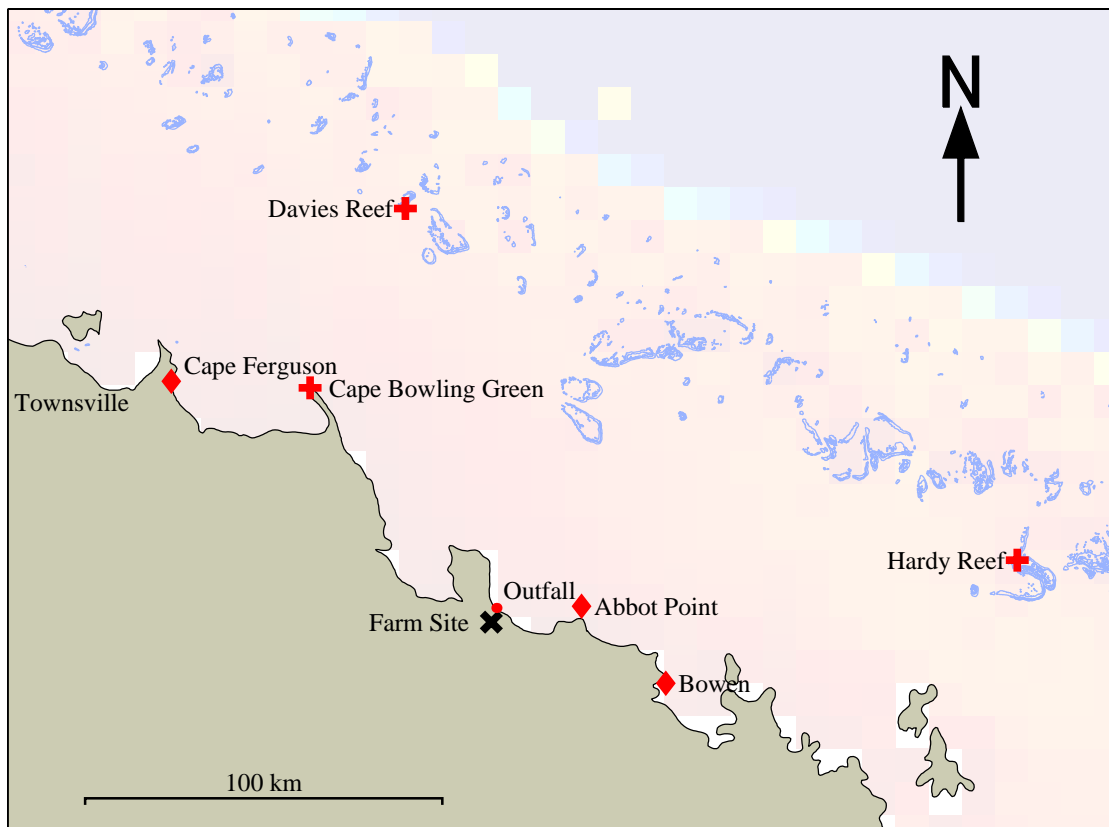 N
Davies Reef
Cape Ferguson
Cape Bowling Green
Townsville
Hardy Reef
Outfall
Abbot Point
Farm Site
Bowen
100 km